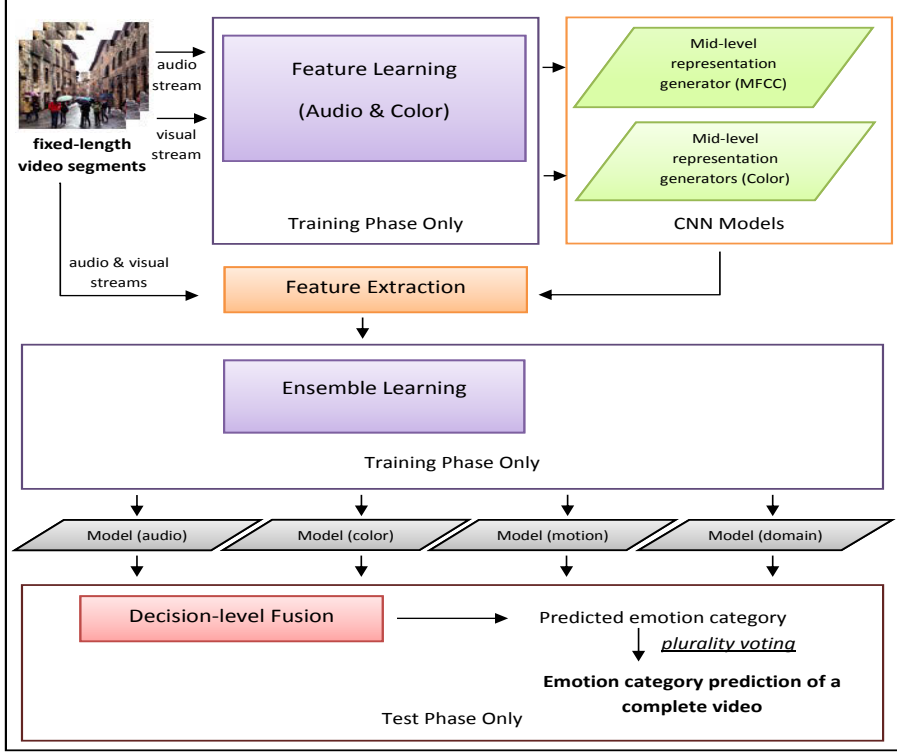 fixed-length
video segments
audio
stream
visual
stream
Feature Learning
(Audio & Color)
Training Phase Only
Mid-level
representation
generator (MFCC)
Mid-level
representation
generators (Color)
CNN Models
audio & visual
streams
Feature Extraction
Ensemble Learning
Training Phase Only
Model (audio)
Model (color)
Model (motion)
Model (domain)
Decision-level Fusion
Predicted emotion category
plurality voting
Emotion category prediction of a
complete video
Test Phase Only